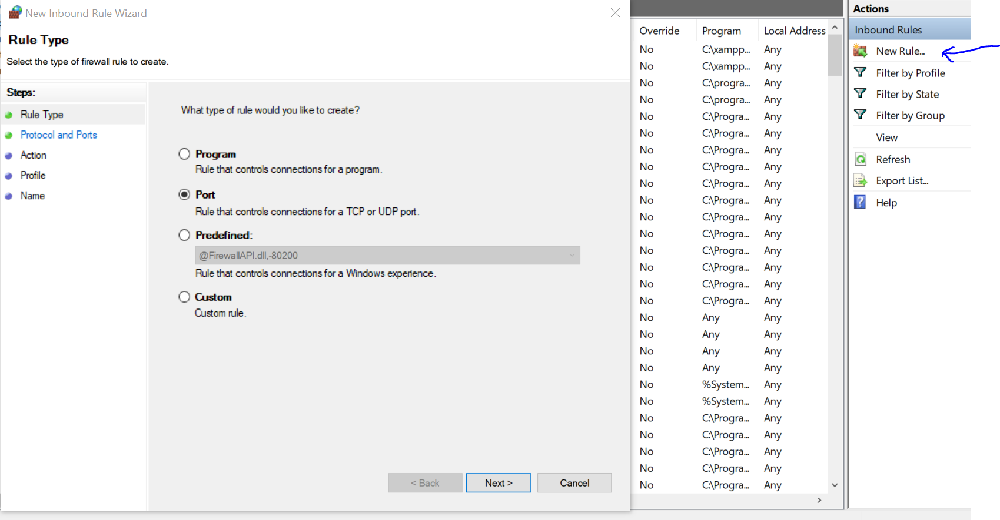 New Inbound Rule Wizard
Rule Type
Select the type of firewall rule to create.
Steps:
Rule Type
Protocol and Ports
Action
Profile
Name
What type of rule would you like to create?
Program
Rule that controls connections for a program.
Port
Rule that controls connections for a TCP or UDP port.
Predefined:
@FirewallAPI.dll,-80200
Rule that controls connections for a Windows experience.
Custom
Custom rule.
< Back Next > Cancel
Override Program Local Address
No C:\xampp... Any
No C:\xampp... Any
No C:\progra... Any
No C:\progra... Any
No C:\Progra... Any
No C:\Progra... Any
No C:\Progra... Any
No C:\Progra... Any
No C:\Progra... Any
No C:\Progra... Any
No C:\Progra... Any
No C:\Progra... Any
No C:\Progra... Any
No C:\Progra... Any
No C:\Progra... Any
No C:\Progra... Any
No Any Any
No Any Any
No Any Any
No Any Any
No %System... Any
No %System... Any
No C:\Progra... Any
No C:\Progra... Any
No C:\Progra... Any
No C:\Progra... Any
No C:\Progra... Any
Actions
Inbound Rules
New Rule...
Filter by Profile
Filter by State
Filter by Group
View
Refresh
Export List...
Help